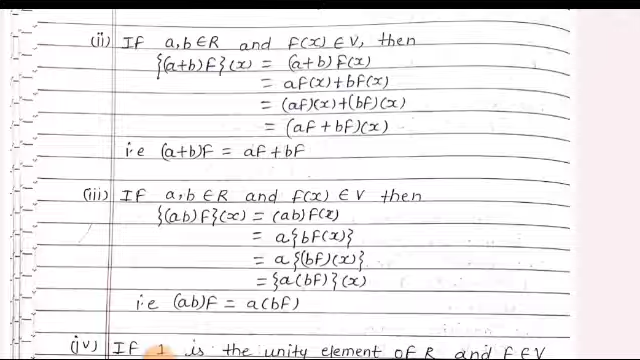 (ii) If a,b∈R and f(x)∈V, then
{(a+b)f}(x) = (a+b)f(x)
= af(x)+bf(x)
= (af)(x)+(bf)(x)
= (af+bf)(x)
i.e (a+b)f = af+bf
(iii) If a,b∈R and f(x)∈V then
{(ab)f}(x) = (ab)f(x)
= a{bf(x)}
= a{(bf)(x)}
= {a(bf)}(x)
i.e (ab)f = a(bf)
(iv) If 1 is the unity element of R and f∈V